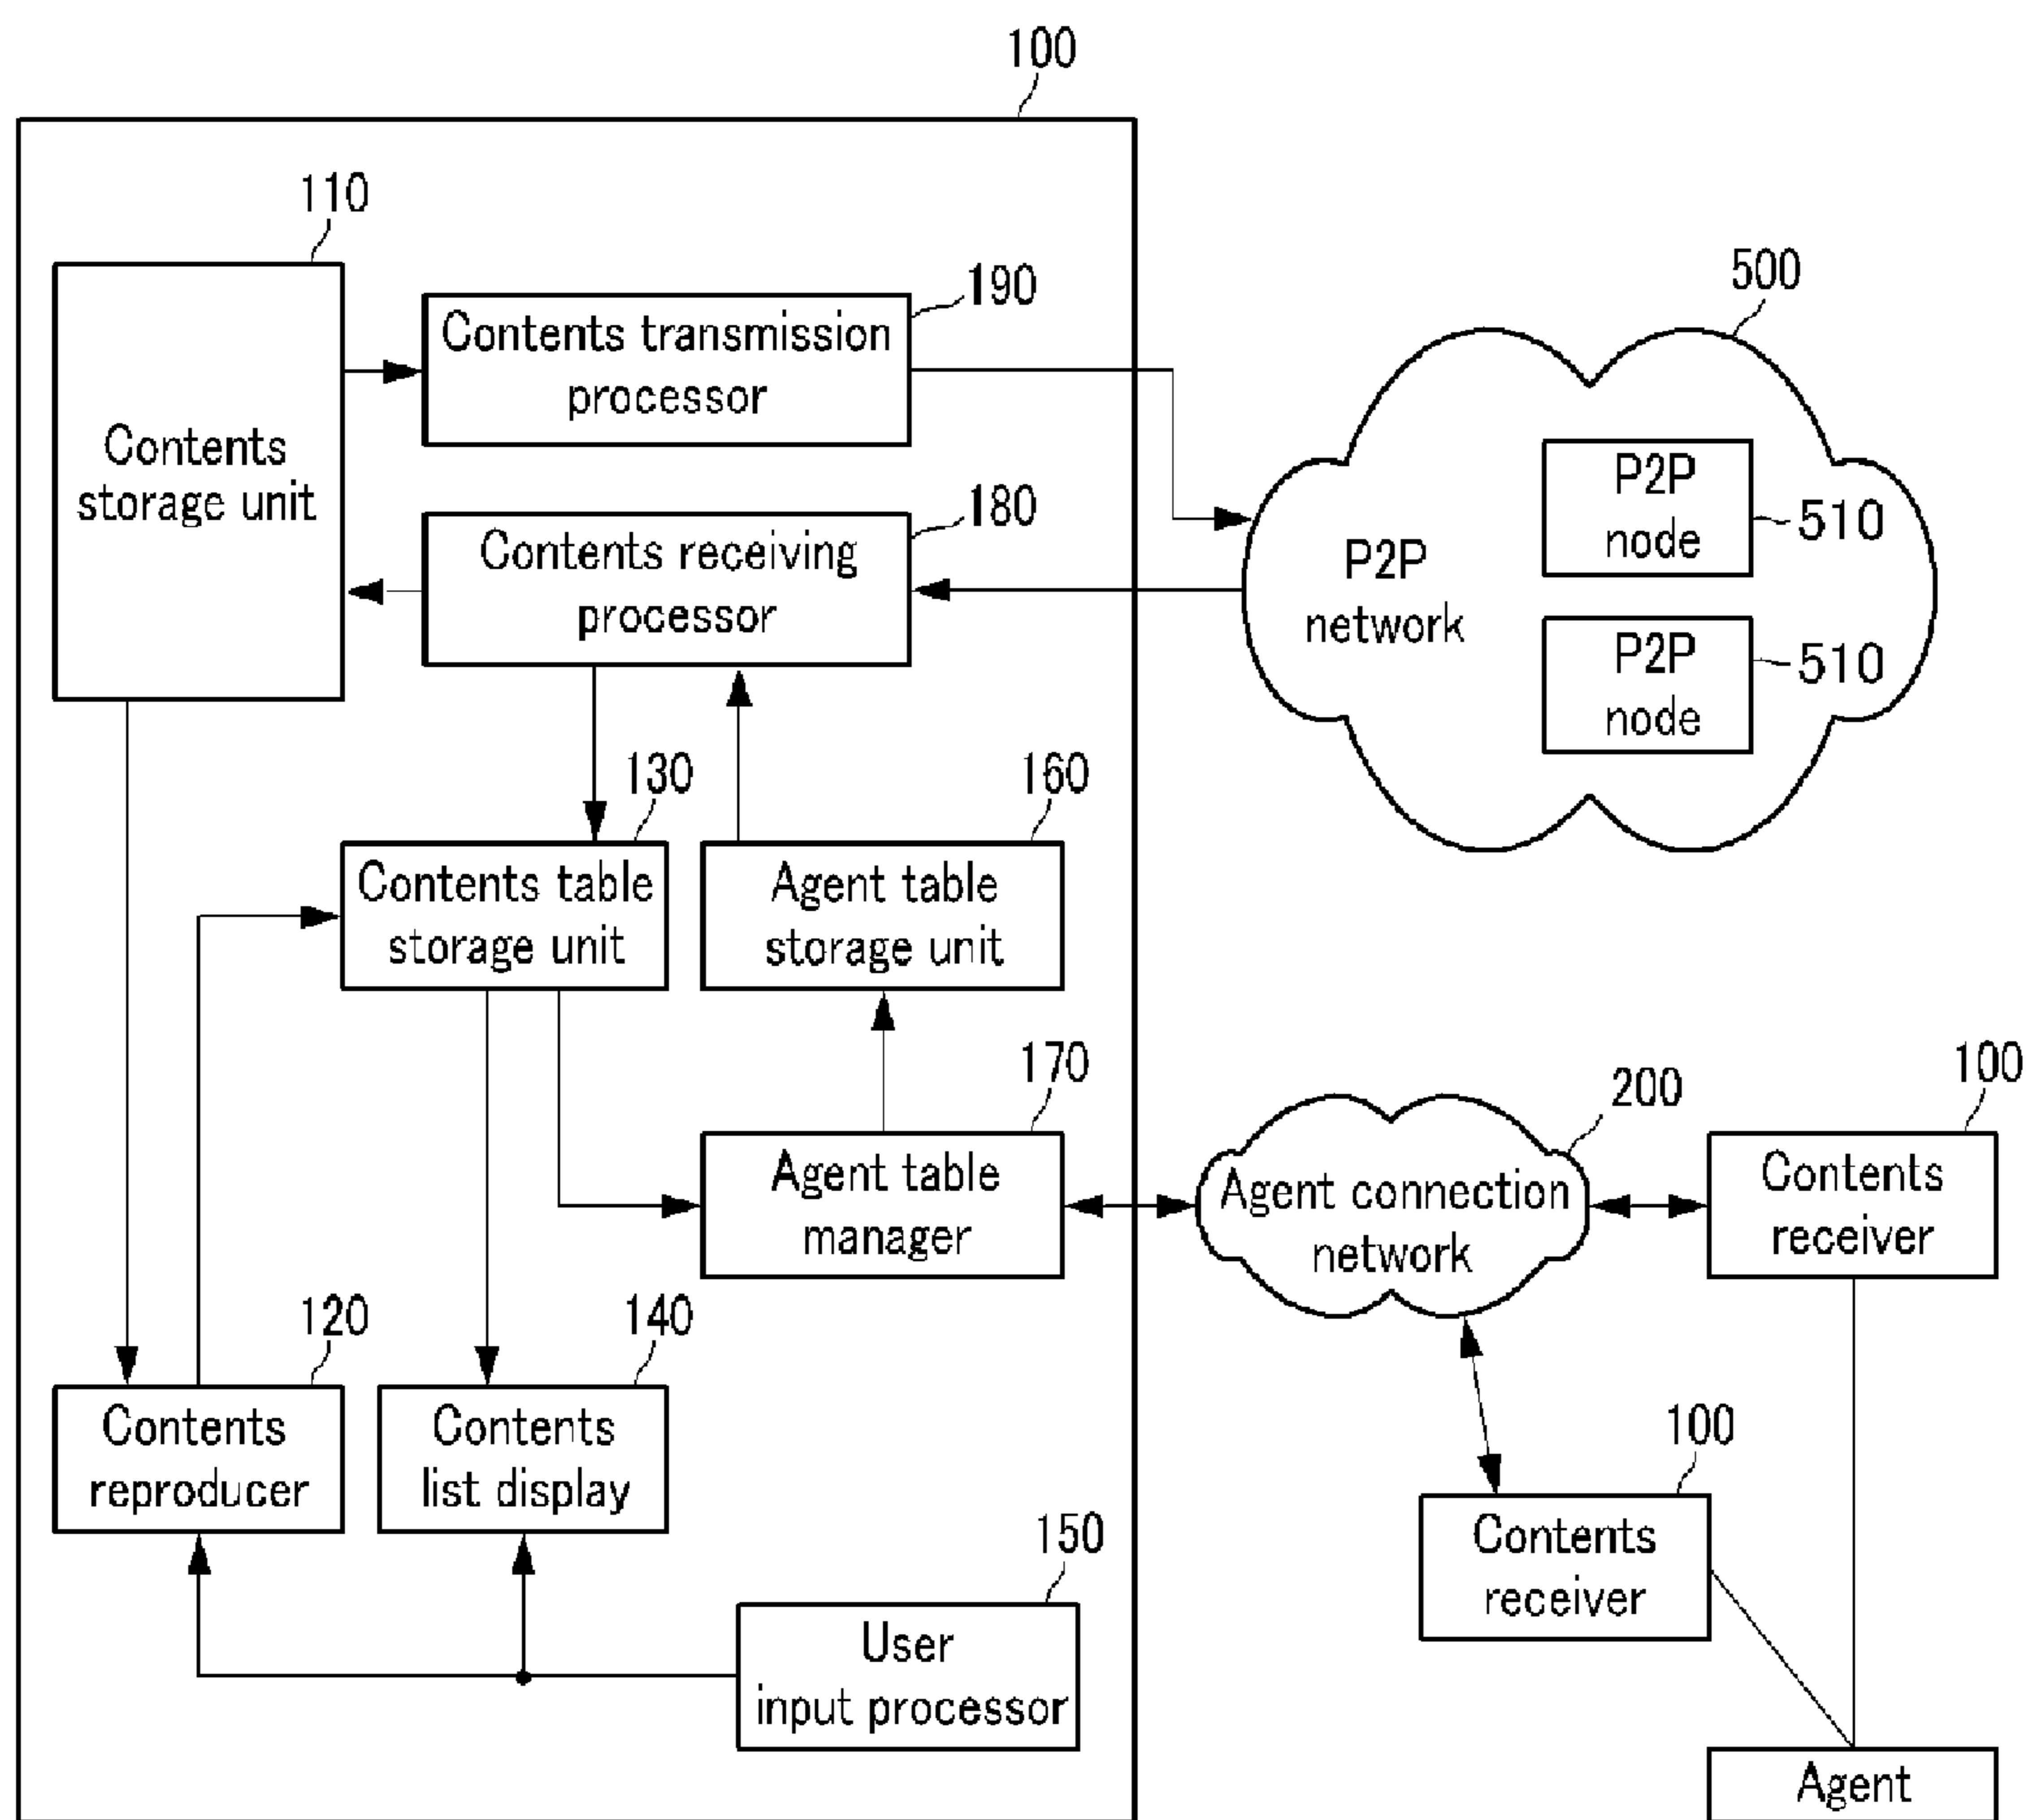 100
110
Contents
storage unit
190
Contents transmission
processor
180
Contents receiving
processor
500
P2P
network
P2P
node
510
P2P
node
510
130
Contents table
storage unit
160
Agent table
storage unit
170
Agent table
manager
200
Agent connection
network
100
Contents
receiver
120
Contents
reproducer
140
Contents
list display
100
Contents
receiver
150
User
input processor
Agent